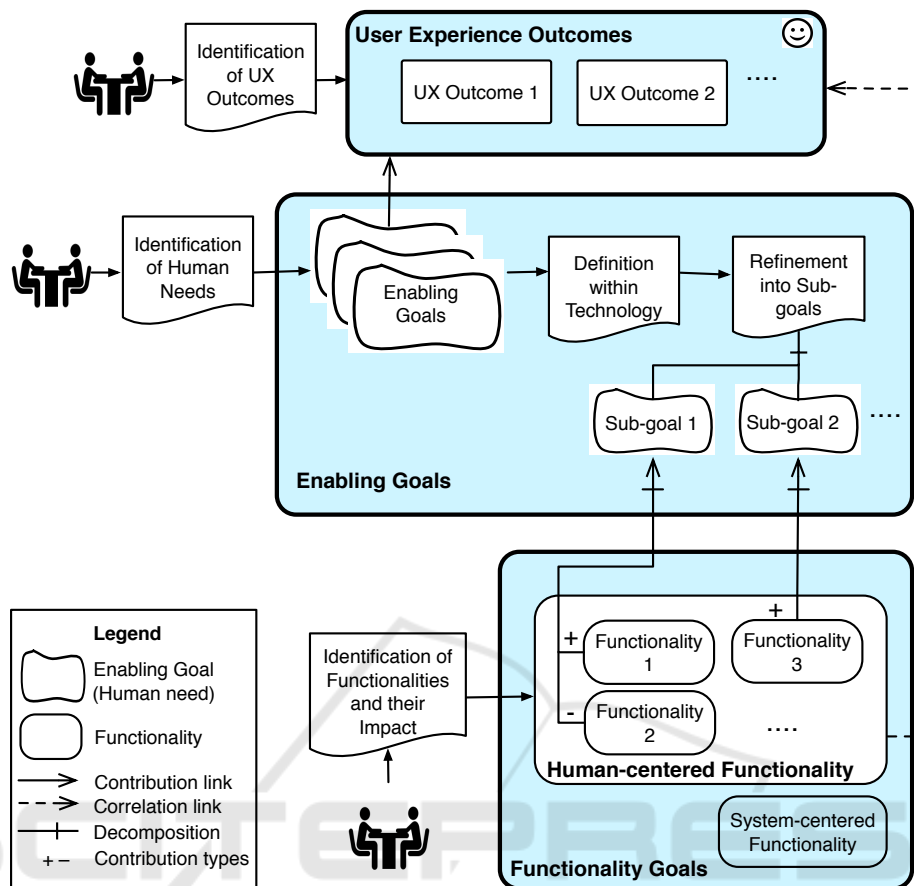 User Experience Outcomes
Identification
of UX
Outcomes
UX Outcome 1
UX Outcome 2
....
Identification
of Human
Needs
Enabling
Goals
Definition
within
Technology
Refinement
into Sub-
goals
Sub-goal 1
Sub-goal 2
....
Enabling Goals
Legend
Enabling Goal
(Human need)
Functionality
Contribution link
Correlation link
Decomposition
+ − Contribution types
Identification of
Functionalities
and their
Impact
+
Functionality
1
-
Functionality
2
+
Functionality
3
....
Human-centered Functionality
System-centered
Functionality
Functionality Goals
SCITEPRESS